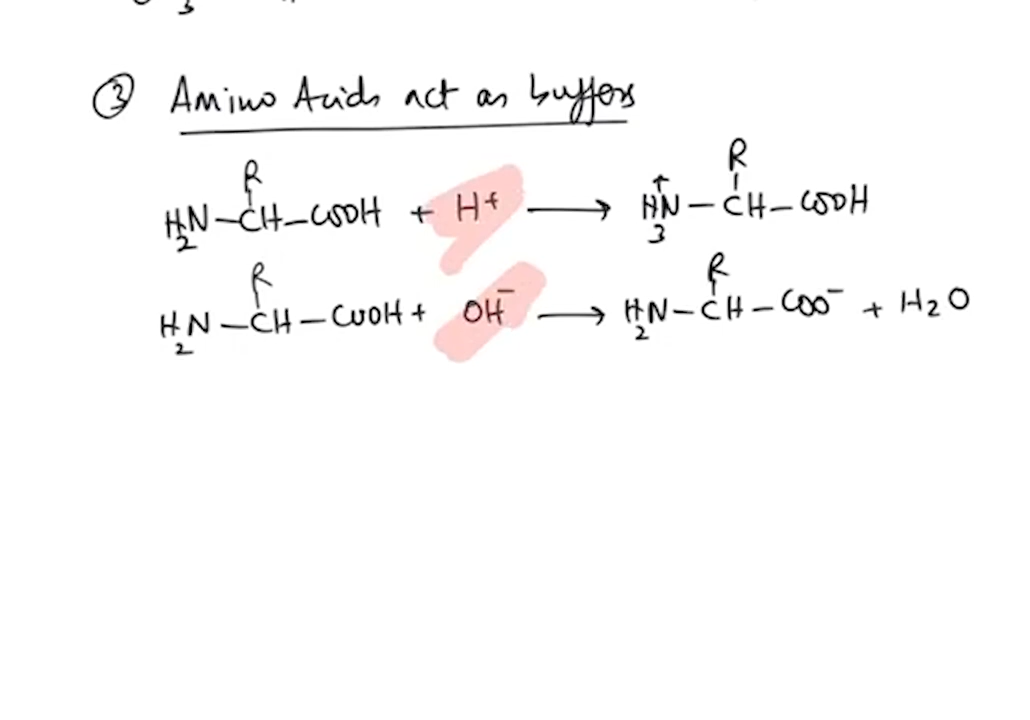 ③ Amino Acids act as buffers
R
H₂N–CH–COOH + H⁺ ⟶ H₃N⁺–CH–COOH
R
R
H₂N–CH–COOH + OH⁻ ⟶ H₂N–CH–COO⁻ + H₂O
R